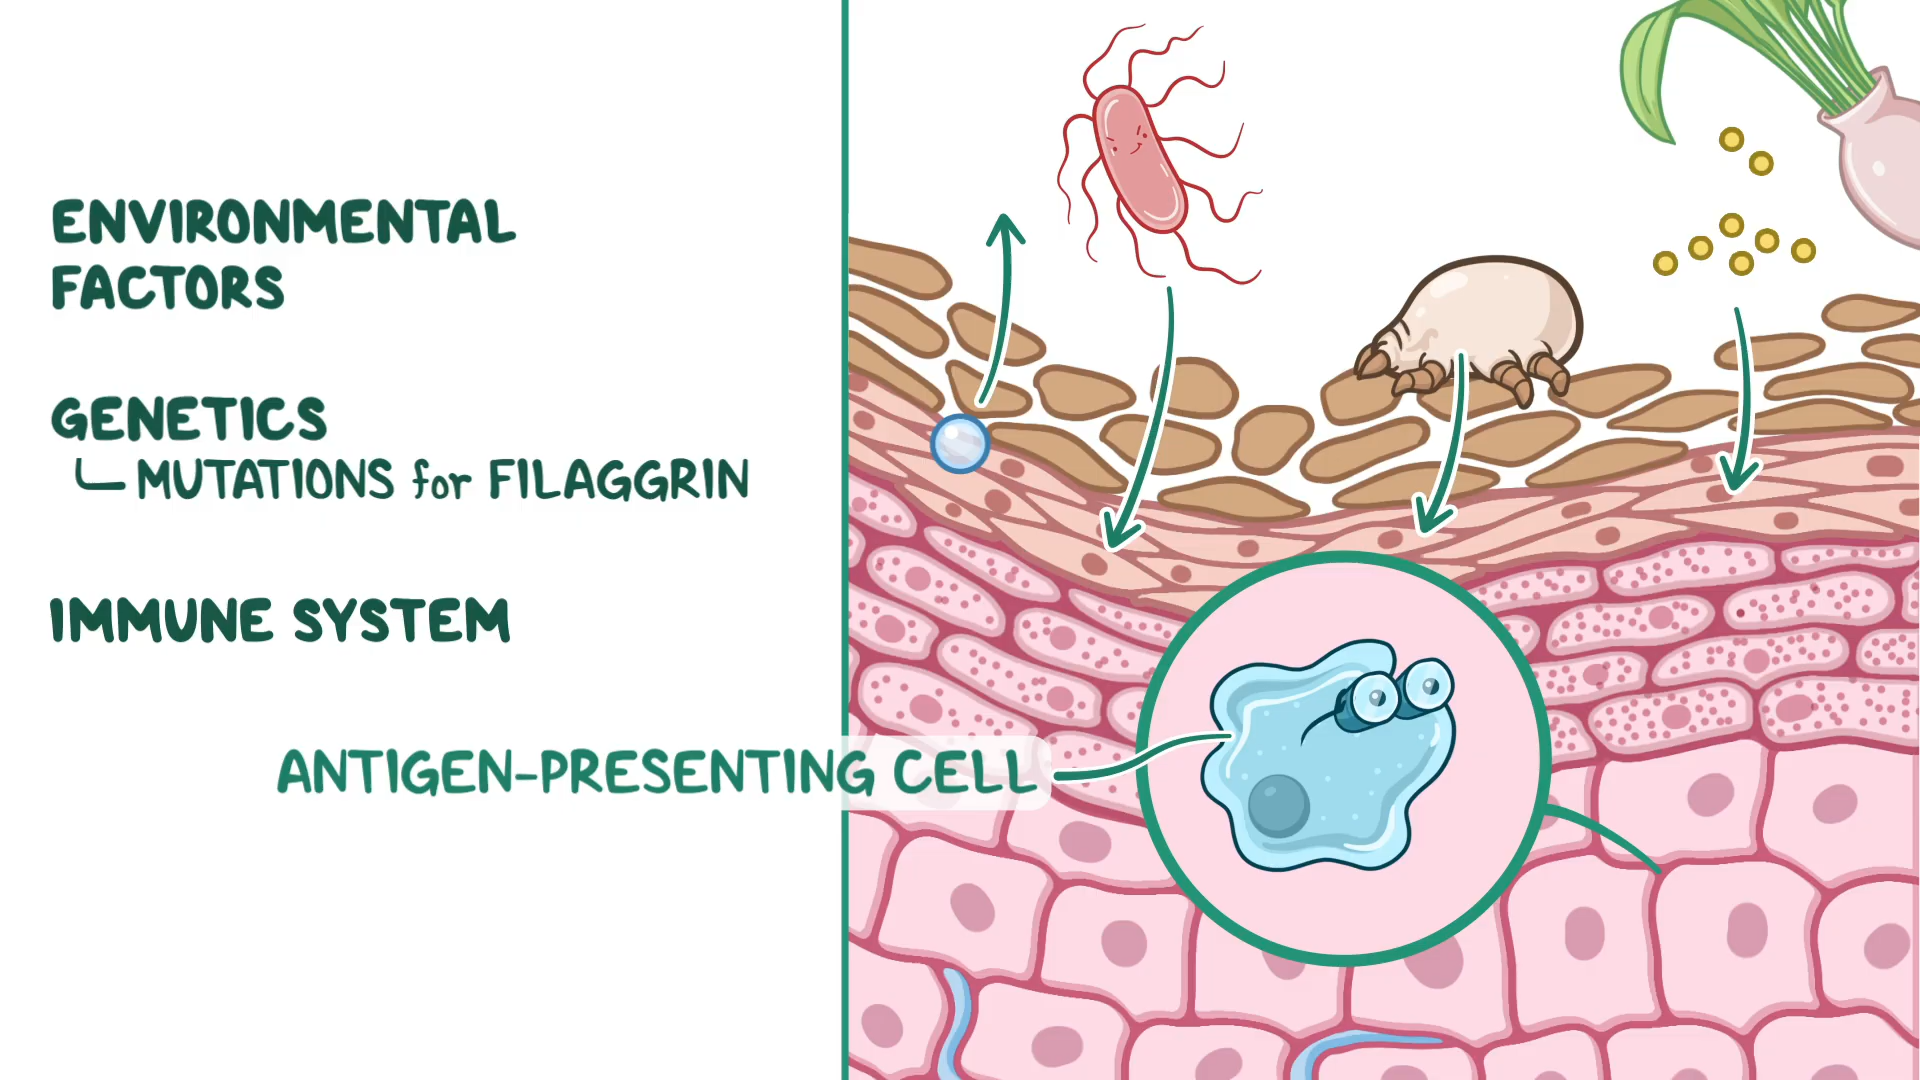 ENVIRONMENTAL
FACTORS
GENETICS
MUTATIONS for FILAGGRIN
IMMUNE SYSTEM
ANTIGEN-PRESENTING CELL